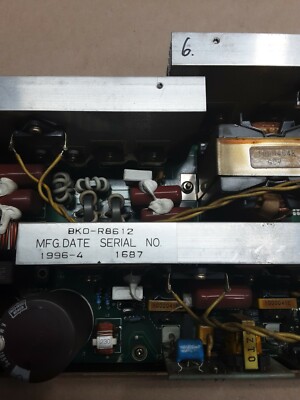 6.
BKO-R8612
MFG.DATE SERIAL NO.
1996-4 1687